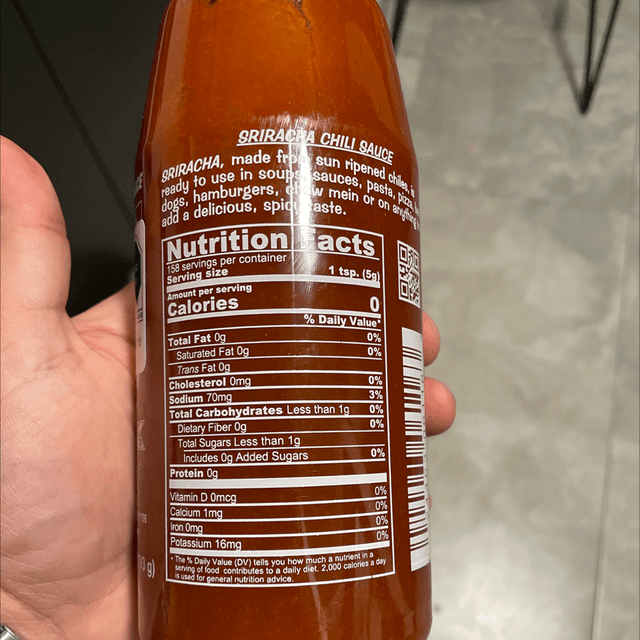 SRIRACHA CHILI SAUCE
SRIRACHA, made from sun ripened chiles, is
ready to use in soups, sauces, pasta, pizza,
dogs, hamburgers, chow mein or on anything
add a delicious, spicy taste.
Nutrition Facts
158 servings per container
Serving size 1 tsp. (5g)
Amount per serving
Calories 0
% Daily Value*
Total Fat 0g 0%
Saturated Fat 0g 0%
Trans Fat 0g
Cholesterol 0mg 0%
Sodium 70mg 3%
Total Carbohydrates Less than 1g 0%
Dietary Fiber 0g 0%
Total Sugars Less than 1g
Includes 0g Added Sugars 0%
Protein 0g
Vitamin D 0mcg 0%
Calcium 1mg 0%
Iron 0mg 0%
Potassium 16mg 0%
* The % Daily Value (DV) tells you how much a nutrient in a
serving of food contributes to a daily diet. 2,000 calories a day
is used for general nutrition advice.
g)